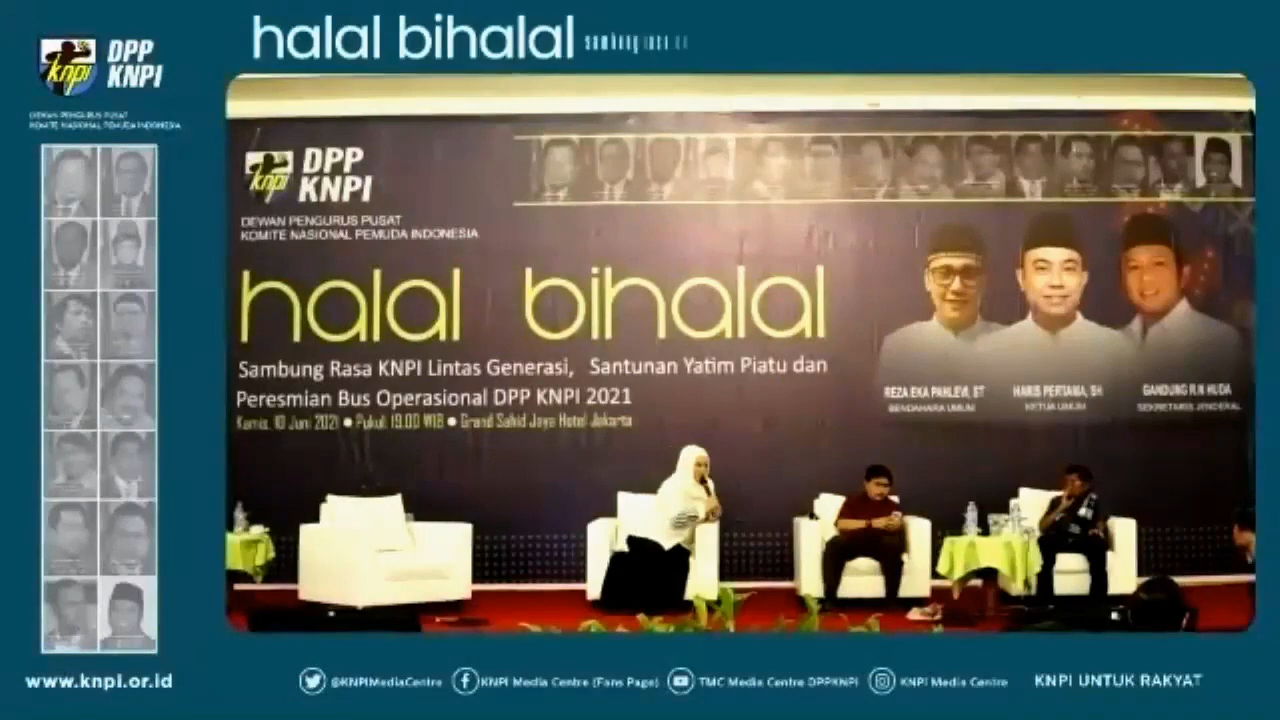 halal bihalal
DPP
KNPI
knpi
DEWAN PENGURUS PUSAT
KOMITE NASIONAL PEMUDA INDONESIA
DPP
KNPI
knpi
DEWAN PENGURUS PUSAT
KOMITE NASIONAL PEMUDA INDONESIA
halal bihalal
Sambung Rasa KNPI Lintas Generasi, Santunan Yatim Piatu dan
Peresmian Bus Operasional DPP KNPI 2021
Kamis, 10 Juni 2021 ● Pukul: 19.00 WIB ● Grand Sahid Jaya Hotel Jakarta
REZA EKA PAHLEVI, ST
BENDAHARA UMUM
HARIS PERTAMA, SH
KETUA UMUM
GANDUNG R.H HUDA
SEKRETARIS JENDERAL
www.knpi.or.id
@KNPIMediaCentre
KNPI Media Centre (Fans Page)
TMC Media Centre DPPKNPI
KNPI Media Centre
KNPI UNTUK RAKYAT